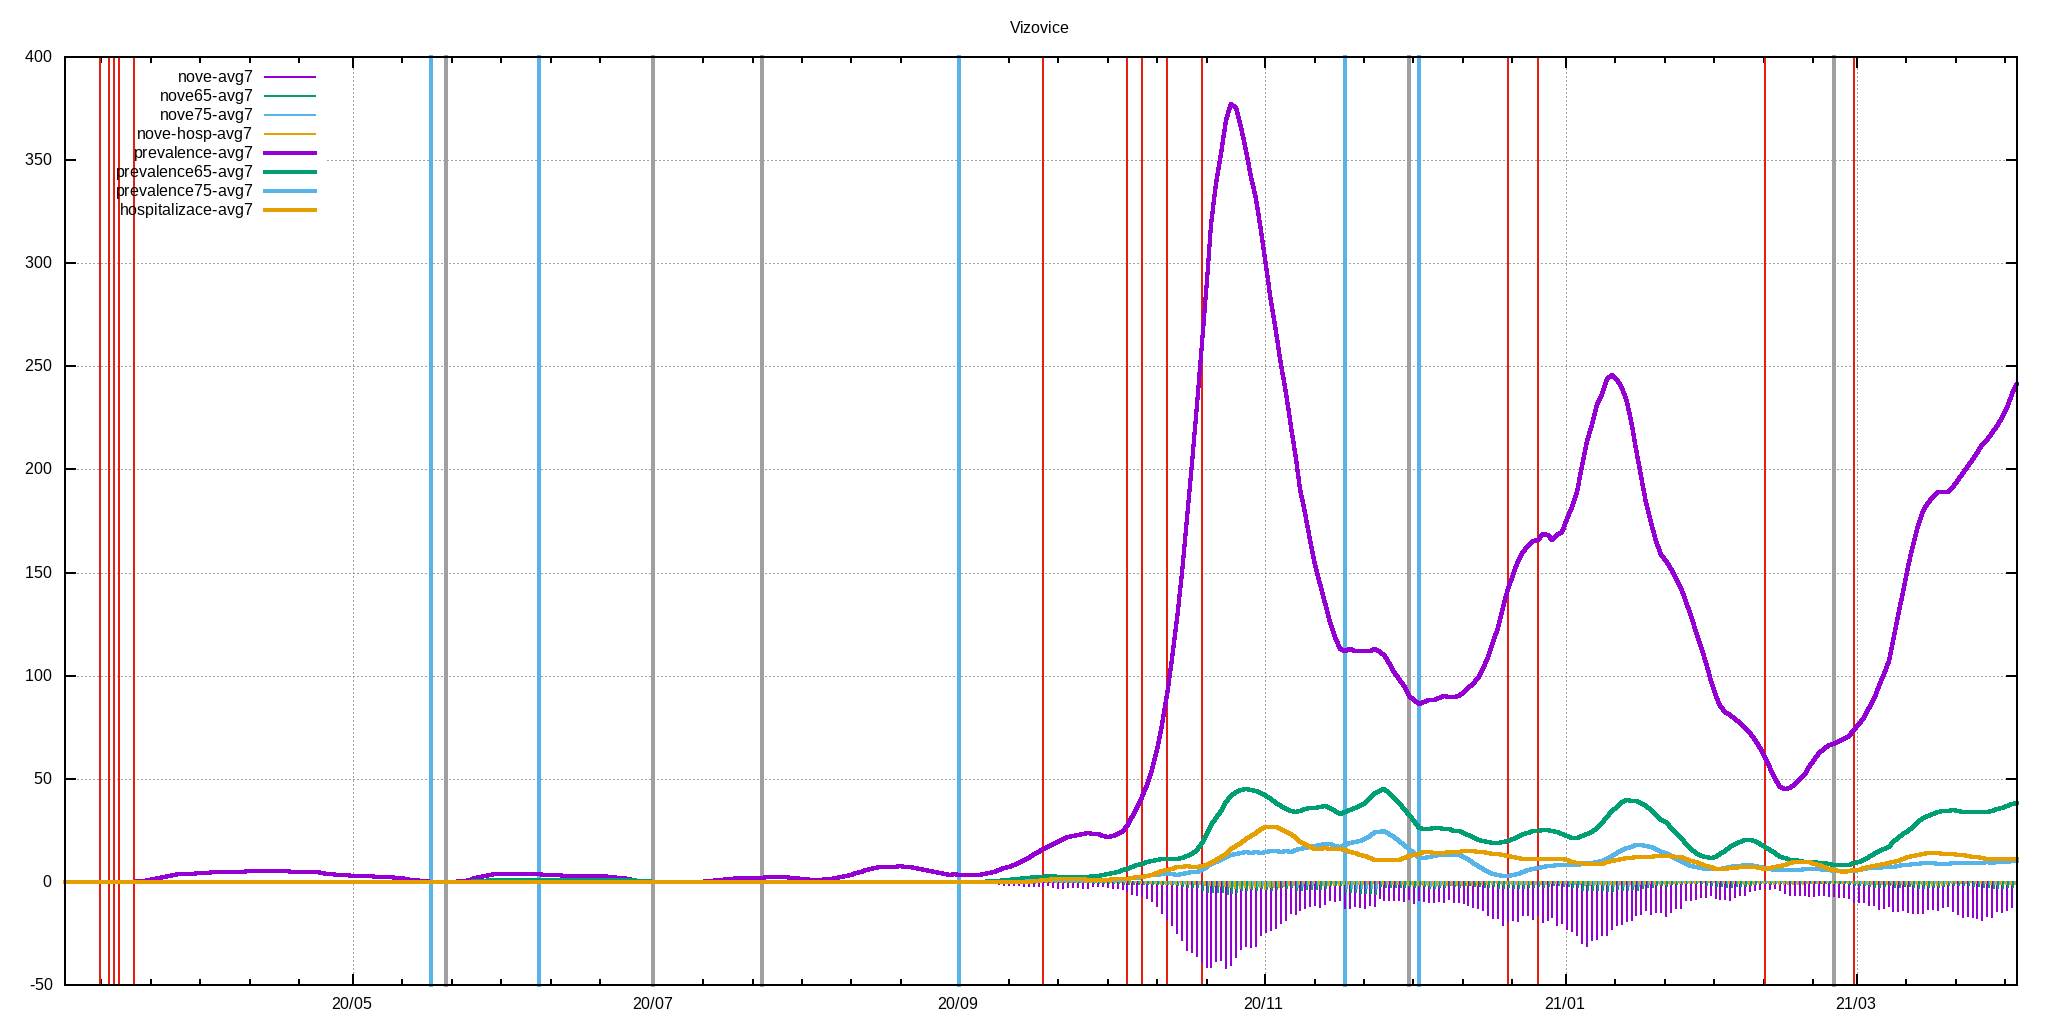 Vizovice
400
350
300
250
200
150
100
50
0
-50
nove-avg7
nove65-avg7
nove75-avg7
nove-hosp-avg7
prevalence-avg7
prevalence65-avg7
prevalence75-avg7
hospitalizace-avg7
20/05 20/07 20/09 20/11 21/01 21/03